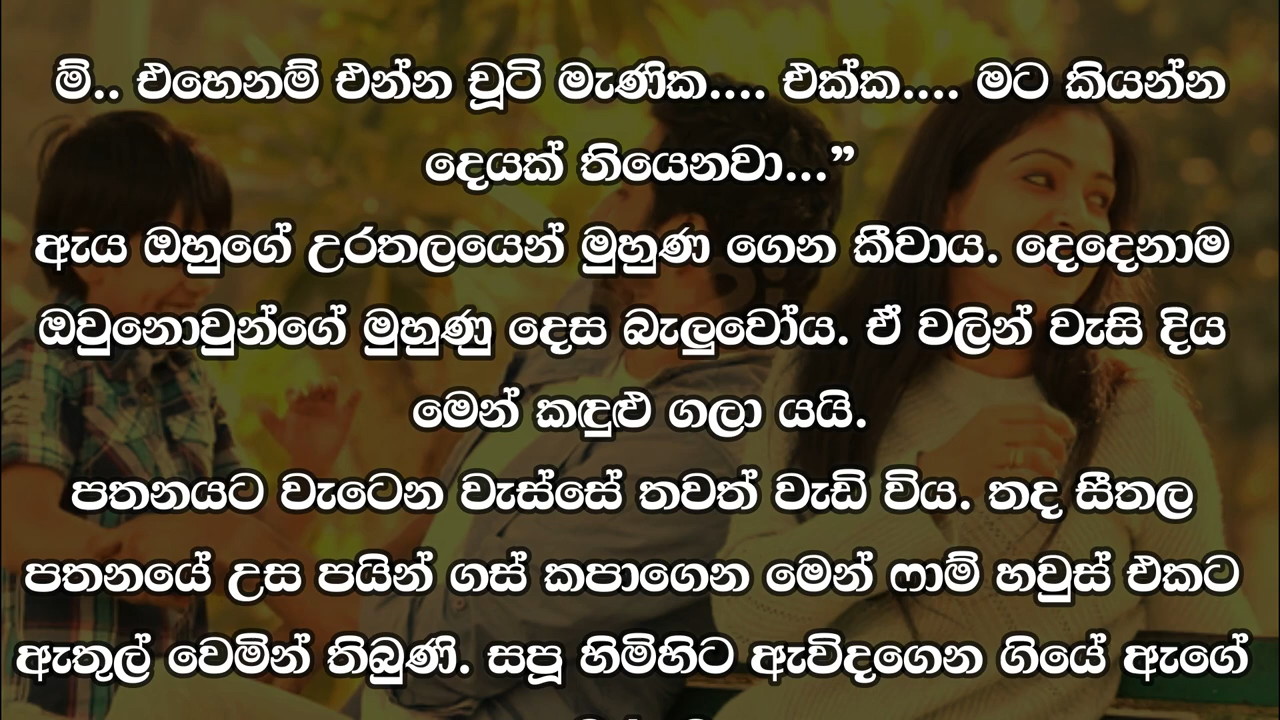 ම්.. එහෙනම් එන්න චූටි මැණික.... එක්ක.... මට කියන්න
දෙයක් තියෙනවා...”
ඇය ඔහුගේ උරතලයෙන් මුහුණ ගෙන කීවාය. දෙදෙනාම
ඔවුනොවුන්ගේ මුහුණු දෙස බැලුවෝය. ඒ වලින් වැසි දිය
මෙන් කඳුළු ගලා යයි.
පතනයට වැටෙන වැස්සේ තවත් වැඩි විය. තද සීතල
පතනයේ උස පයින් ගස් කපාගෙන මෙන් ෆාම් හවුස් එකට
ඇතුල් වෙමින් තිබුණි. සපූ හිමිහිට ඇවිදගෙන ගියේ ඇගේ